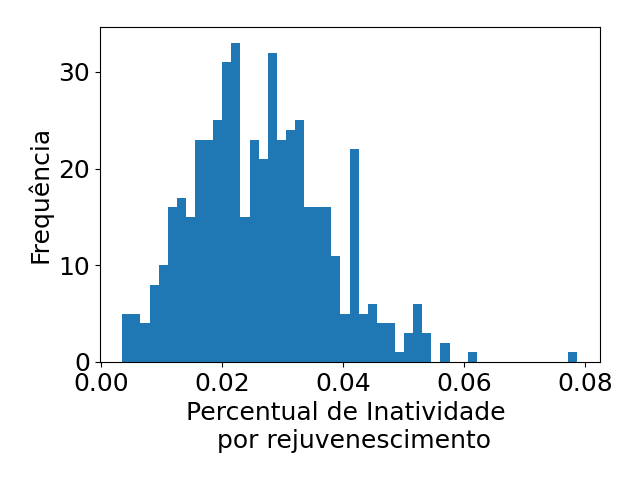 30
20
10
0
Frequência
0.00 0.02 0.04 0.06 0.08
Percentual de Inatividade
por rejuvenescimento